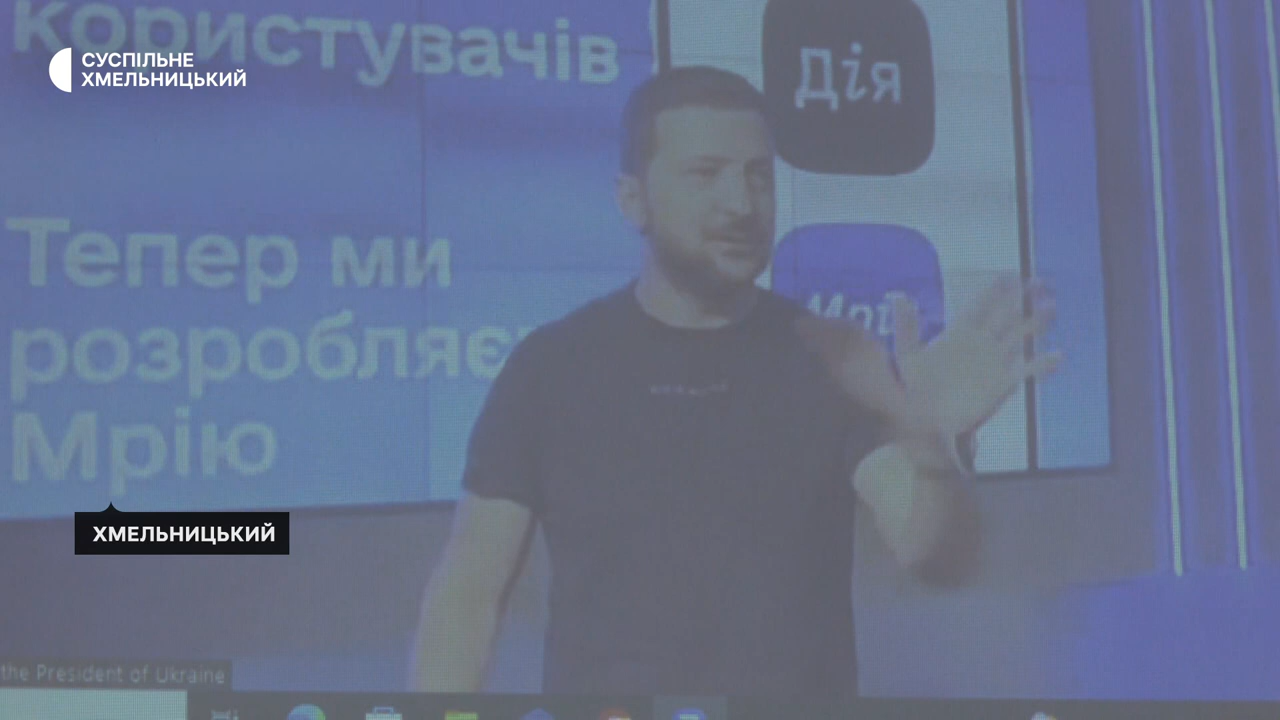 користувачів
СУСПІЛЬНЕ
ХМЕЛЬНИЦЬКИЙ
Дія
Тепер ми
Мрію
ХМЕЛЬНИЦЬКИЙ
the President of Ukraine